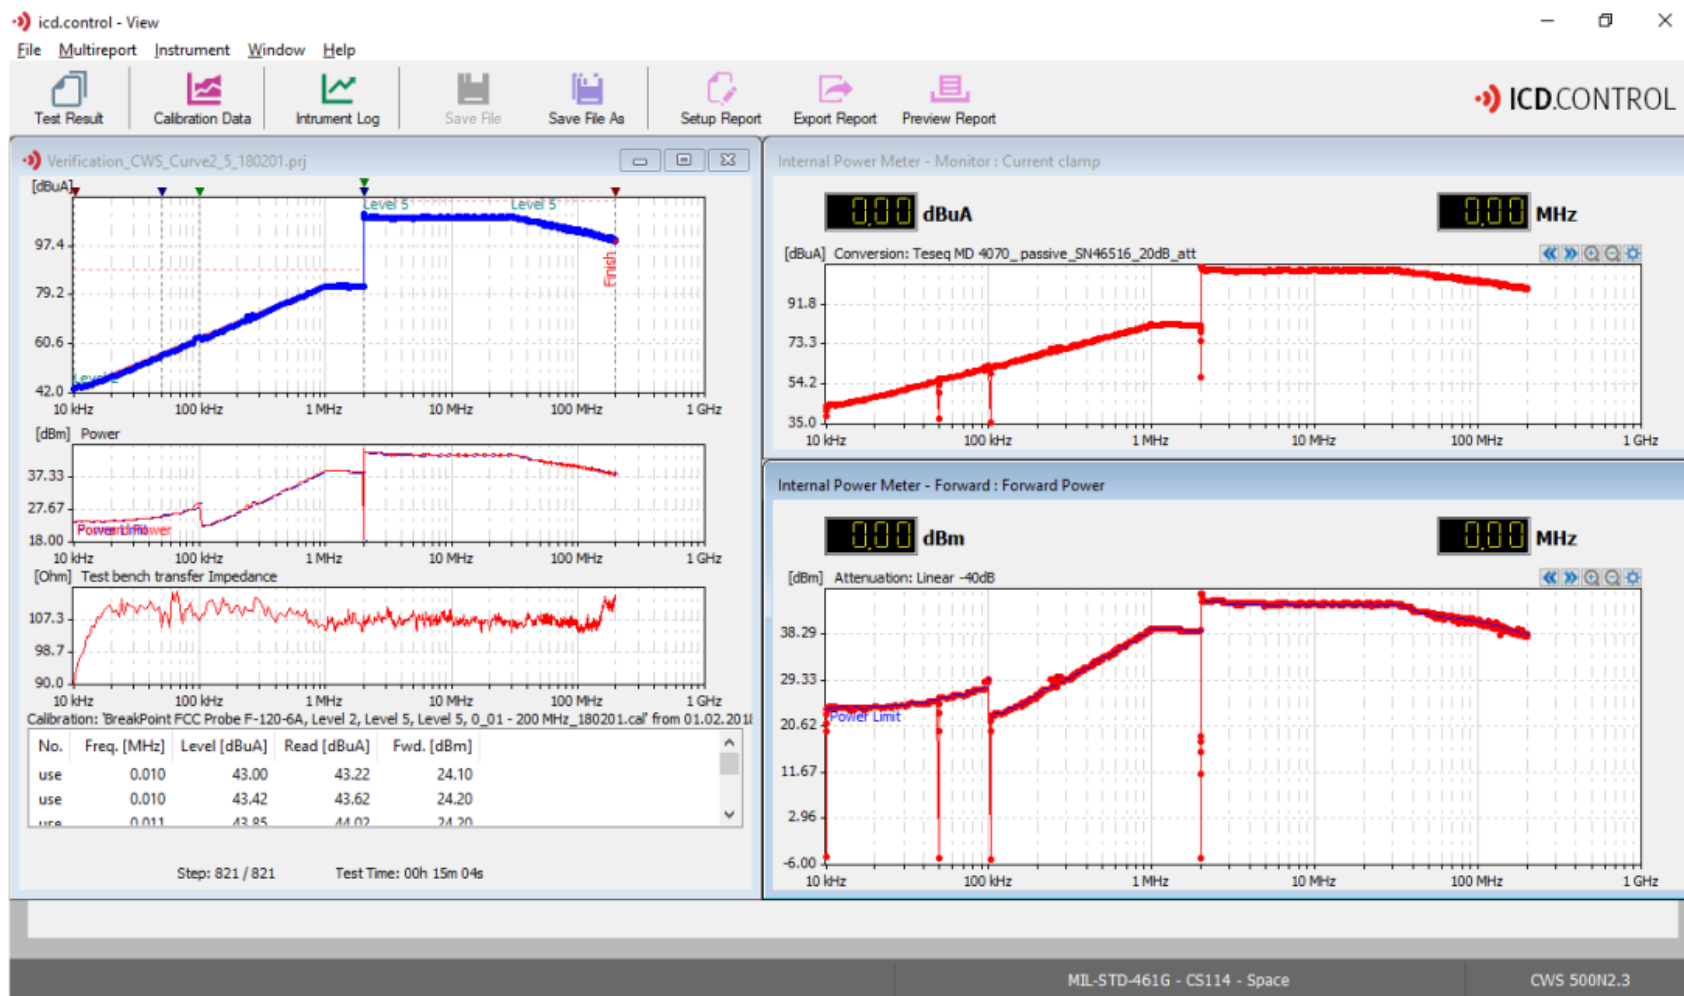 icd.control - View
File Multireport Instrument Window Help
Test Result Calibration Data Intrument Log Save File Save File As Setup Report Export Report Preview Report
ICD.CONTROL
Verification_CWS_Curve2_5_180201.prj
[dBuA]
Level 5 Level 5
97.4
79.2
60.6
42.0
Finish
10 kHz 100 kHz 1 MHz 10 MHz 100 MHz 1 GHz
[dBm] Power
37.33
27.67
18.00
10 kHz 100 kHz 1 MHz 10 MHz 100 MHz 1 GHz
[Ohm] Test bench transfer Impedance
107.3
98.7
90.0
10 kHz 100 kHz 1 MHz 10 MHz 100 MHz 1 GHz
Calibration: 'BreakPoint FCC Probe F-120-6A, Level 2, Level 5, Level 5, 0_01 - 200 MHz_180201.cal' from 01.02.2018
No. Freq. [MHz] Level [dBuA] Read [dBuA] Fwd. [dBm]
use 0.010 43.00 43.22 24.10
use 0.010 43.42 43.62 24.20
use 0.011 43.85 44.02 24.20
Step: 821 / 821 Test Time: 00h 15m 04s
Internal Power Meter - Monitor : Current clamp
0.00 dBuA 0.00 MHz
[dBuA] Conversion: Teseq MD 4070_ passive_SN46516_20dB_att
91.8
73.3
54.2
35.0
10 kHz 100 kHz 1 MHz 10 MHz 100 MHz 1 GHz
Internal Power Meter - Forward : Forward Power
0.00 dBm 0.00 MHz
[dBm] Attenuation: Linear -40dB
38.29
29.33
20.62
Power Limit
11.67
2.96
-6.00
10 kHz 100 kHz 1 MHz 10 MHz 100 MHz 1 GHz
MIL-STD-461G - CS114 - Space CWS 500N2.3